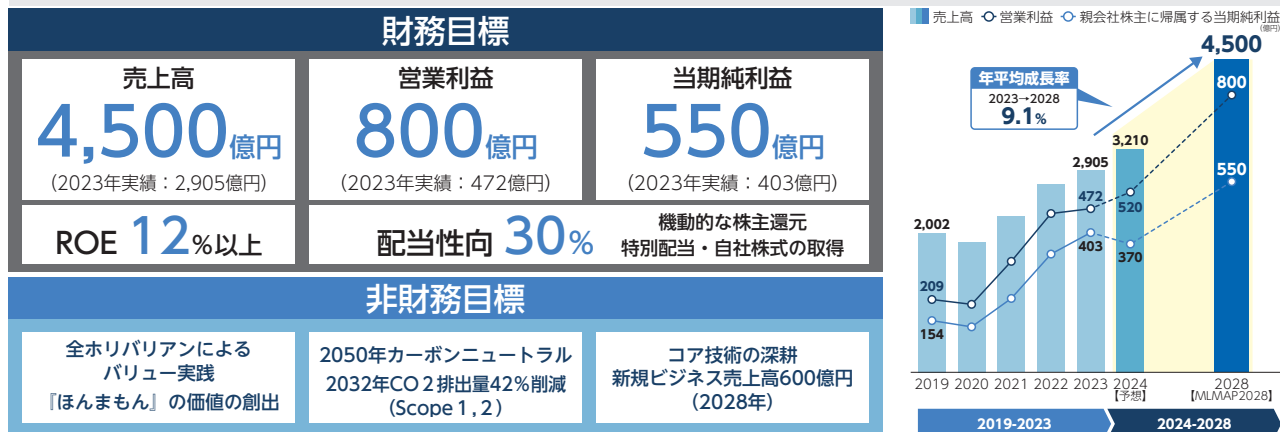 財務目標
売上高
4,500億円
(2023年実績：2,905億円)
営業利益
800億円
(2023年実績：472億円)
当期純利益
550億円
(2023年実績：403億円)
ROE 12%以上
配当性向 30%
機動的な株主還元
特別配当・自社株式の取得
非財務目標
全ホリバリアンによる
バリュー実践
『ほんまもん』の価値の創出
2050年カーボンニュートラル
2032年CO2排出量42%削減
(Scope1,2)
コア技術の深耕
新規ビジネス売上高600億円
(2028年)
売上高 営業利益 親会社株主に帰属する当期純利益
(億円)
4,500
800
年平均成長率
2023→2028
9.1%
3,210
2,905
550
472
520
2,002
403
370
209
154
2019 2020 2021 2022 2023 2024 2028
【予想】 【MLMAP2028】
2019-2023 2024-2028